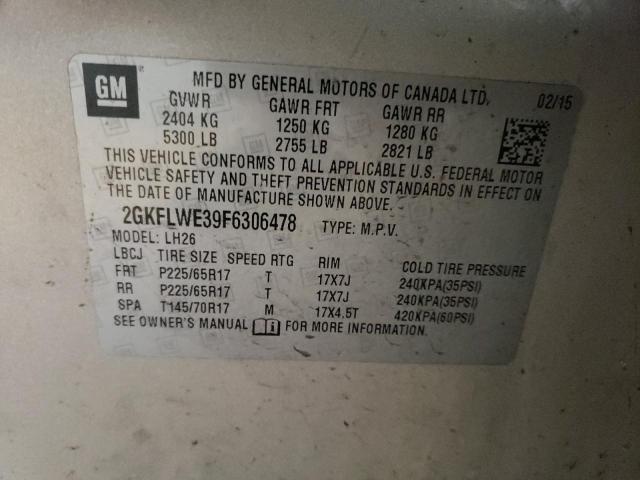 GM
MFD BY GENERAL MOTORS OF CANADA LTD.
02/15
GVWR GAWR FRT GAWR RR
2404 KG 1250 KG 1280 KG
5300 LB 2755 LB 2821 LB
THIS VEHICLE CONFORMS TO ALL APPLICABLE U.S. FEDERAL MOTOR
VEHICLE SAFETY AND THEFT PREVENTION STANDARDS IN EFFECT ON
THE DATE OF MANUFACTURE SHOWN ABOVE.
2GKFLWE39F6306478 TYPE: M.P.V.
MODEL: LH26
LBCJ TIRE SIZE SPEED RTG RIM COLD TIRE PRESSURE
FRT P225/65R17 T 17X7J 240KPA(35PSI)
RR P225/65R17 T 17X7J 240KPA(35PSI)
SPA T145/70R17 M 17X4.5T 420KPA(60PSI)
SEE OWNER'S MANUAL FOR MORE INFORMATION.